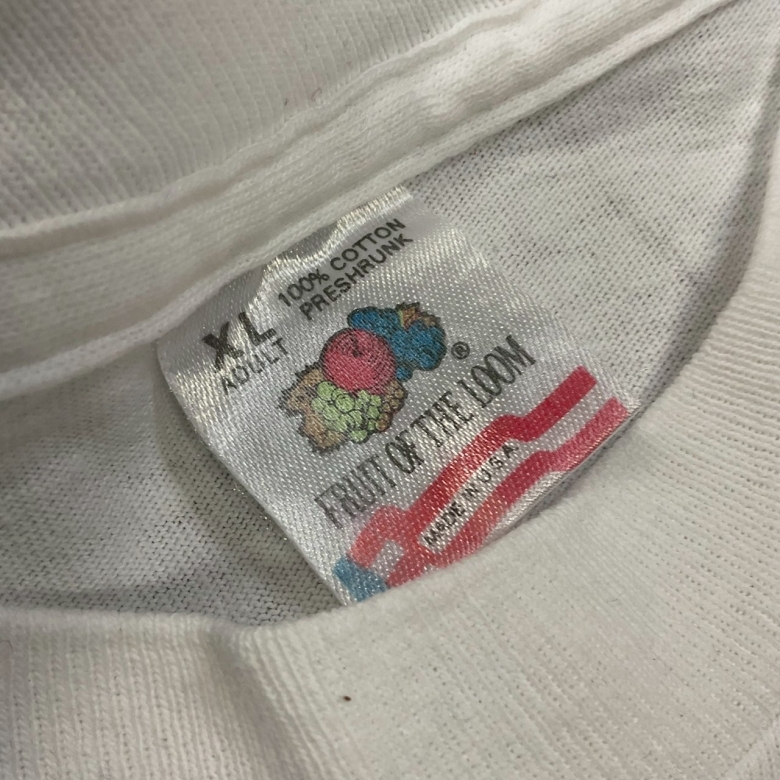 100% COTTON
PRESHRUNK
XL
ADULT
®
FRUIT OF THE LOOM
MADE IN U.S.A.